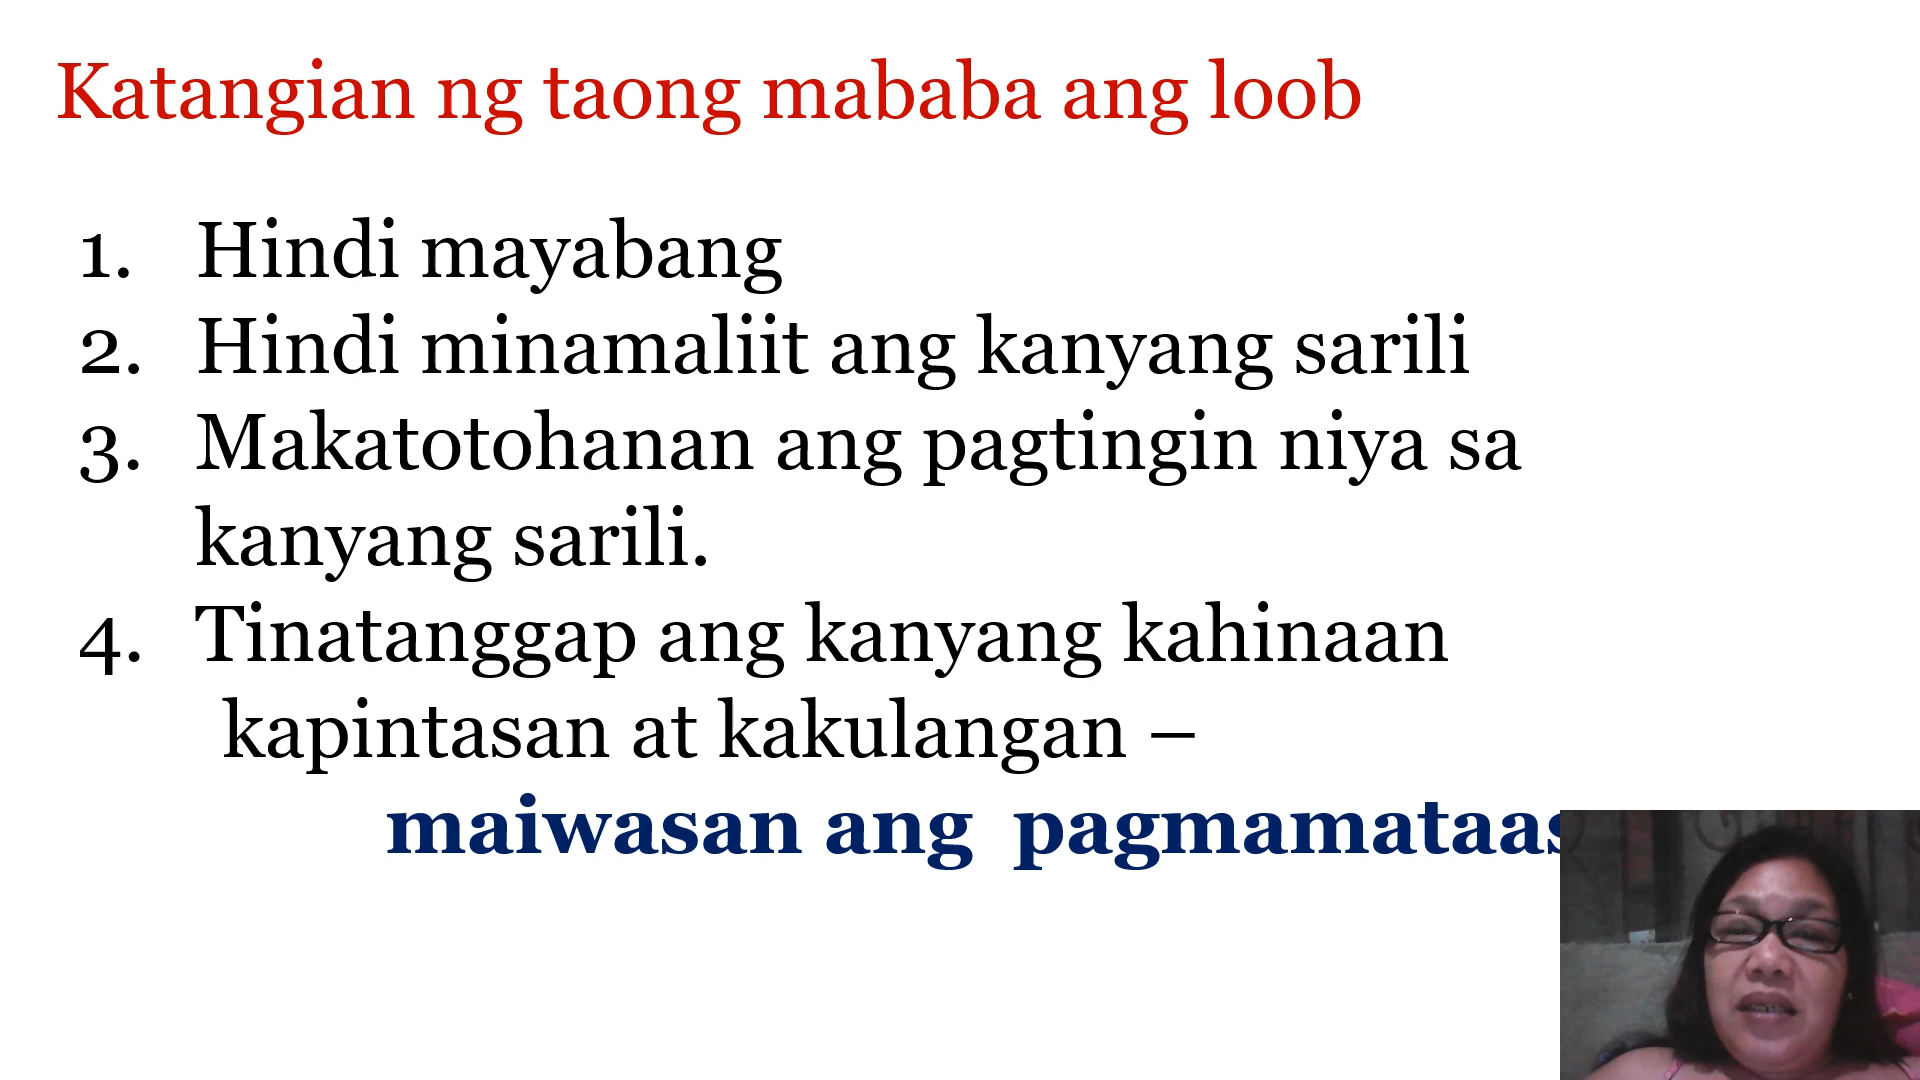 Katangian ng taong mababa ang loob
1. Hindi mayabang
2. Hindi minamaliit ang kanyang sarili
3. Makatotohanan ang pagtingin niya sa
kanyang sarili.
4. Tinatanggap ang kanyang kahinaan
kapintasan at kakulangan –
maiwasan ang pagmamataas